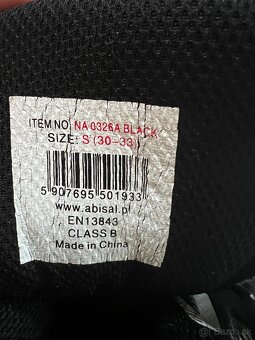 ITEM NO. NA 0326A BLACK
SIZE: S (30-33)
5 907695 501933
www.abisal.pl
EN13843
CLASS B
Made in China